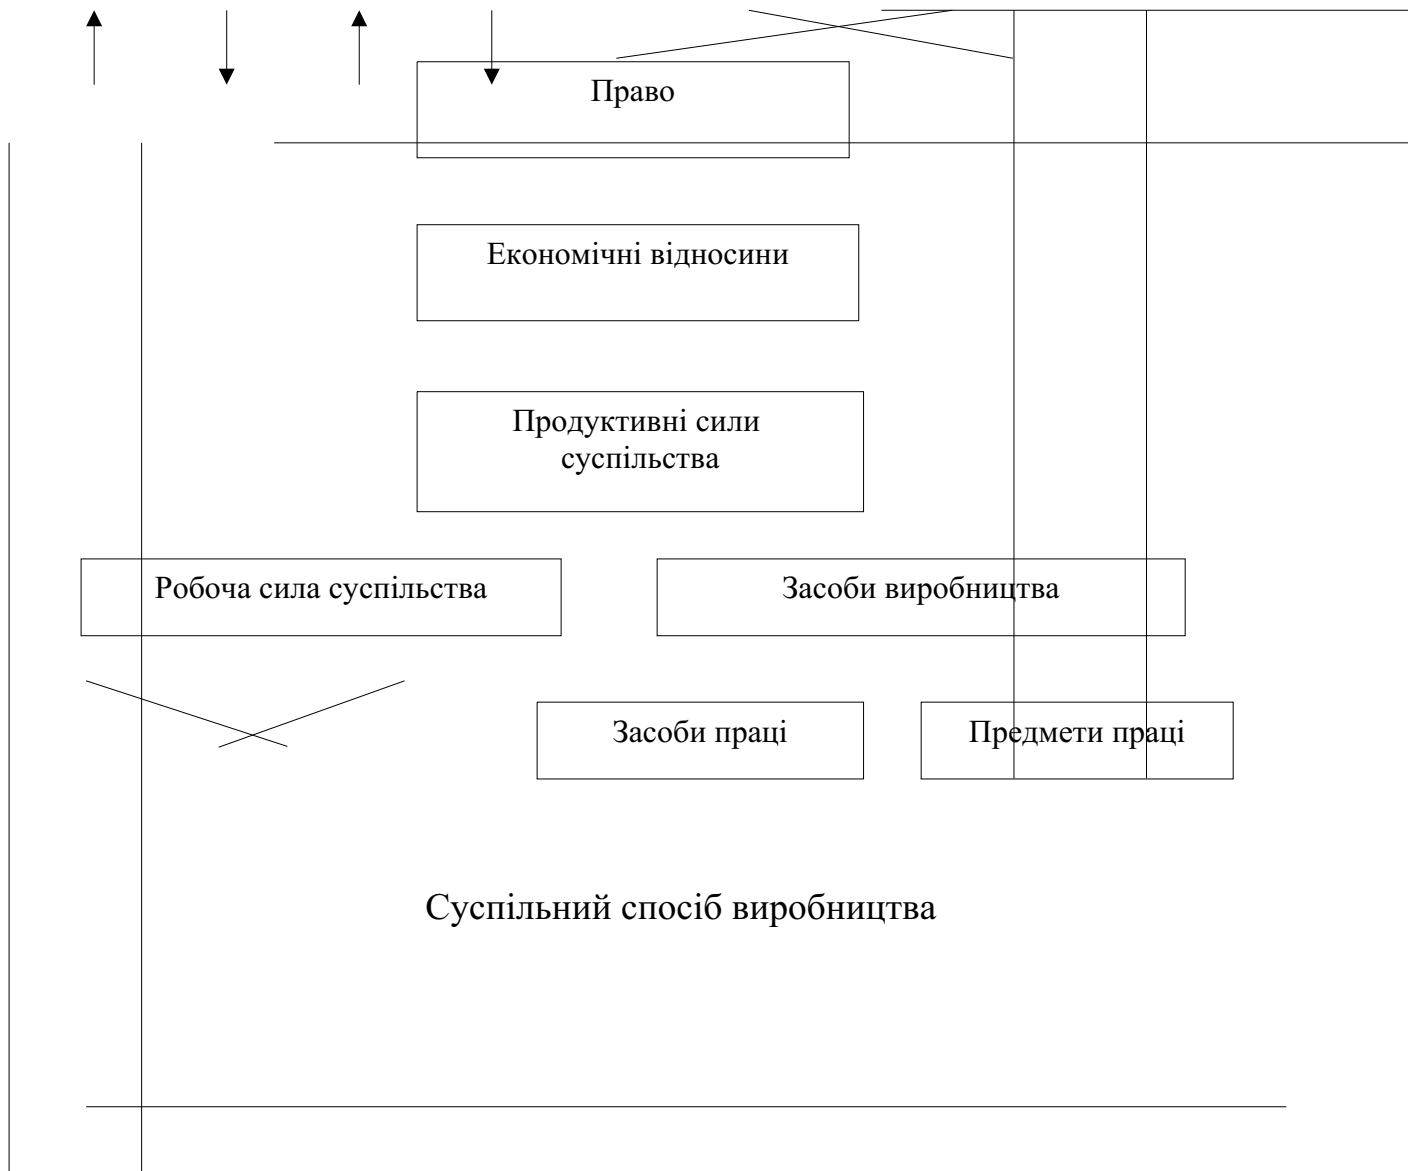 Право
Економічні відносини
Продуктивні сили
суспільства
Робоча сила суспільства
Засоби виробництва
Засоби праці
Предмети праці
Суспільний спосіб виробництва